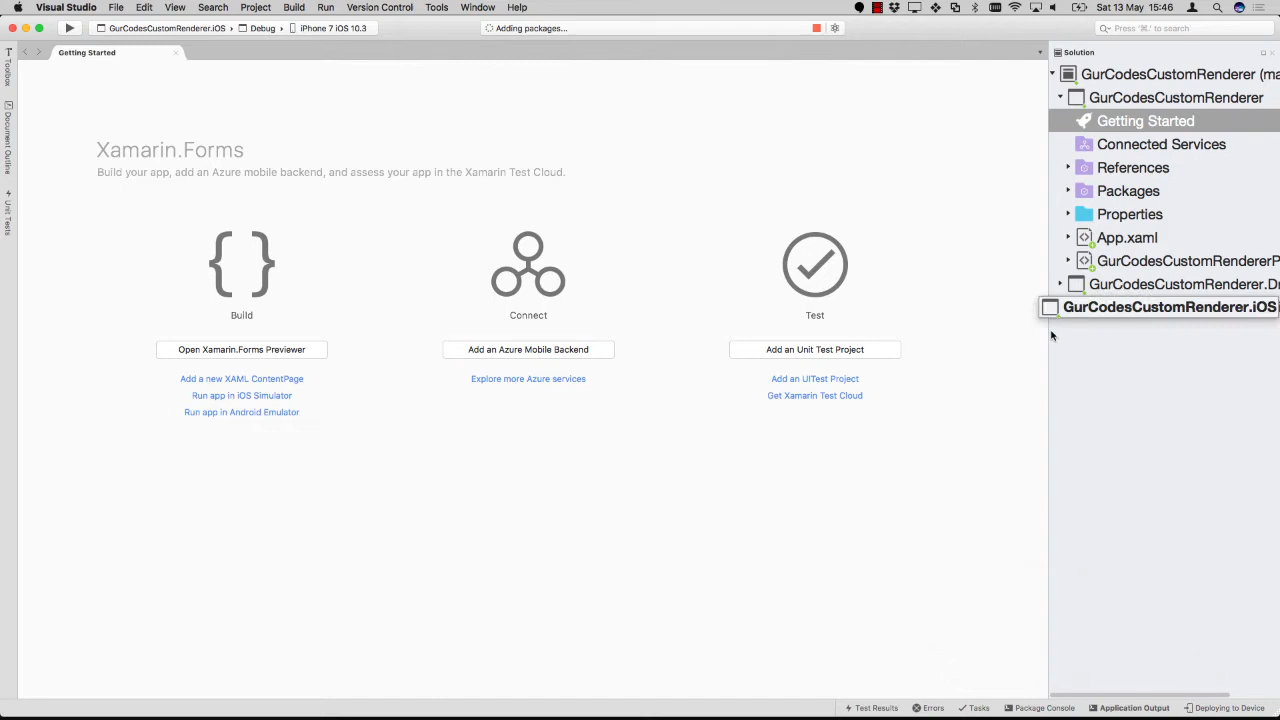 Visual Studio File Edit View Search Project Build Run Version Control Tools Window Help Sat 13 May 15:46
GurCodesCustomRenderer.iOS › Debug › iPhone 7 iOS 10.3 Adding packages... Press '⌘.' to search
Getting Started
Solution
Toolbox
Document Outline
Unit Tests
Xamarin.Forms
Build your app, add an Azure mobile backend, and assess your app in the Xamarin Test Cloud.
Build
Open Xamarin.Forms Previewer
Add a new XAML ContentPage
Run app in iOS Simulator
Run app in Android Emulator
Connect
Add an Azure Mobile Backend
Explore more Azure services
Test
Add an Unit Test Project
Add an UITest Project
Get Xamarin Test Cloud
GurCodesCustomRenderer (ma
GurCodesCustomRenderer
Getting Started
Connected Services
References
Packages
Properties
App.xaml
GurCodesCustomRendererP
GurCodesCustomRenderer.Dr
GurCodesCustomRenderer.iOS
Test Results Errors Tasks Package Console Application Output Deploying to Device